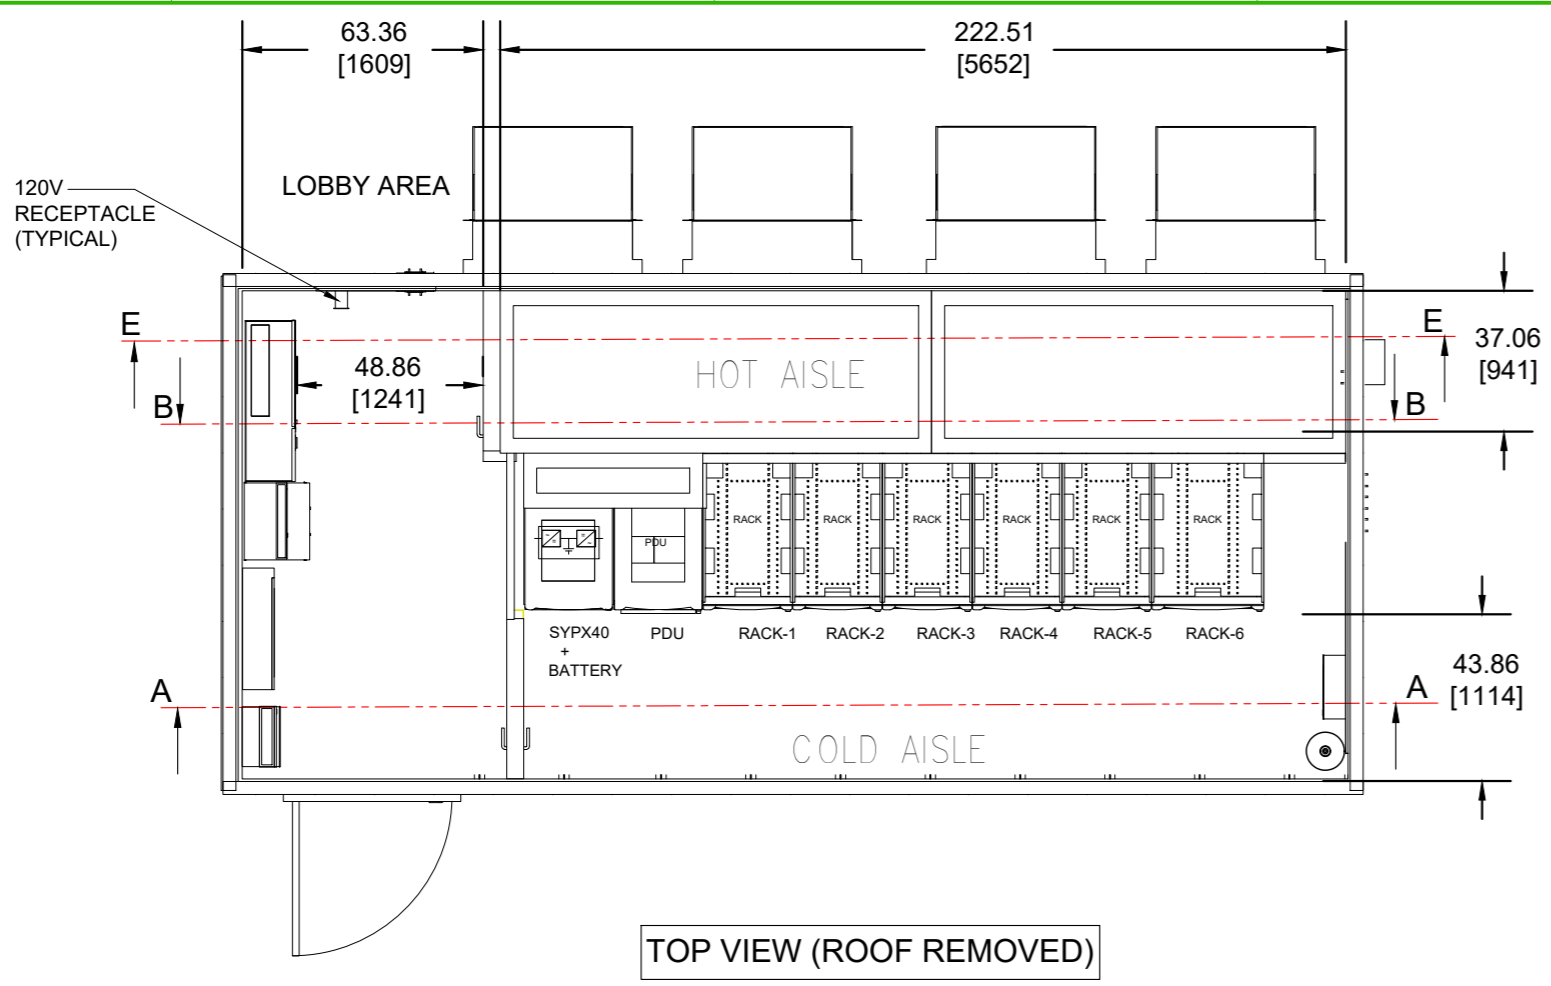 63.36
[1609]
222.51
[5652]
LOBBY AREA
120V
RECEPTACLE
(TYPICAL)
E
E
37.06
[941]
48.86
[1241]
HOT AISLE
B
B
RACK
RACK
RACK
RACK
RACK
RACK
PDU
SYPX40
+
BATTERY
PDU
RACK-1
RACK-2
RACK-3
RACK-4
RACK-5
RACK-6
43.86
[1114]
A
A
COLD AISLE
TOP VIEW (ROOF REMOVED)